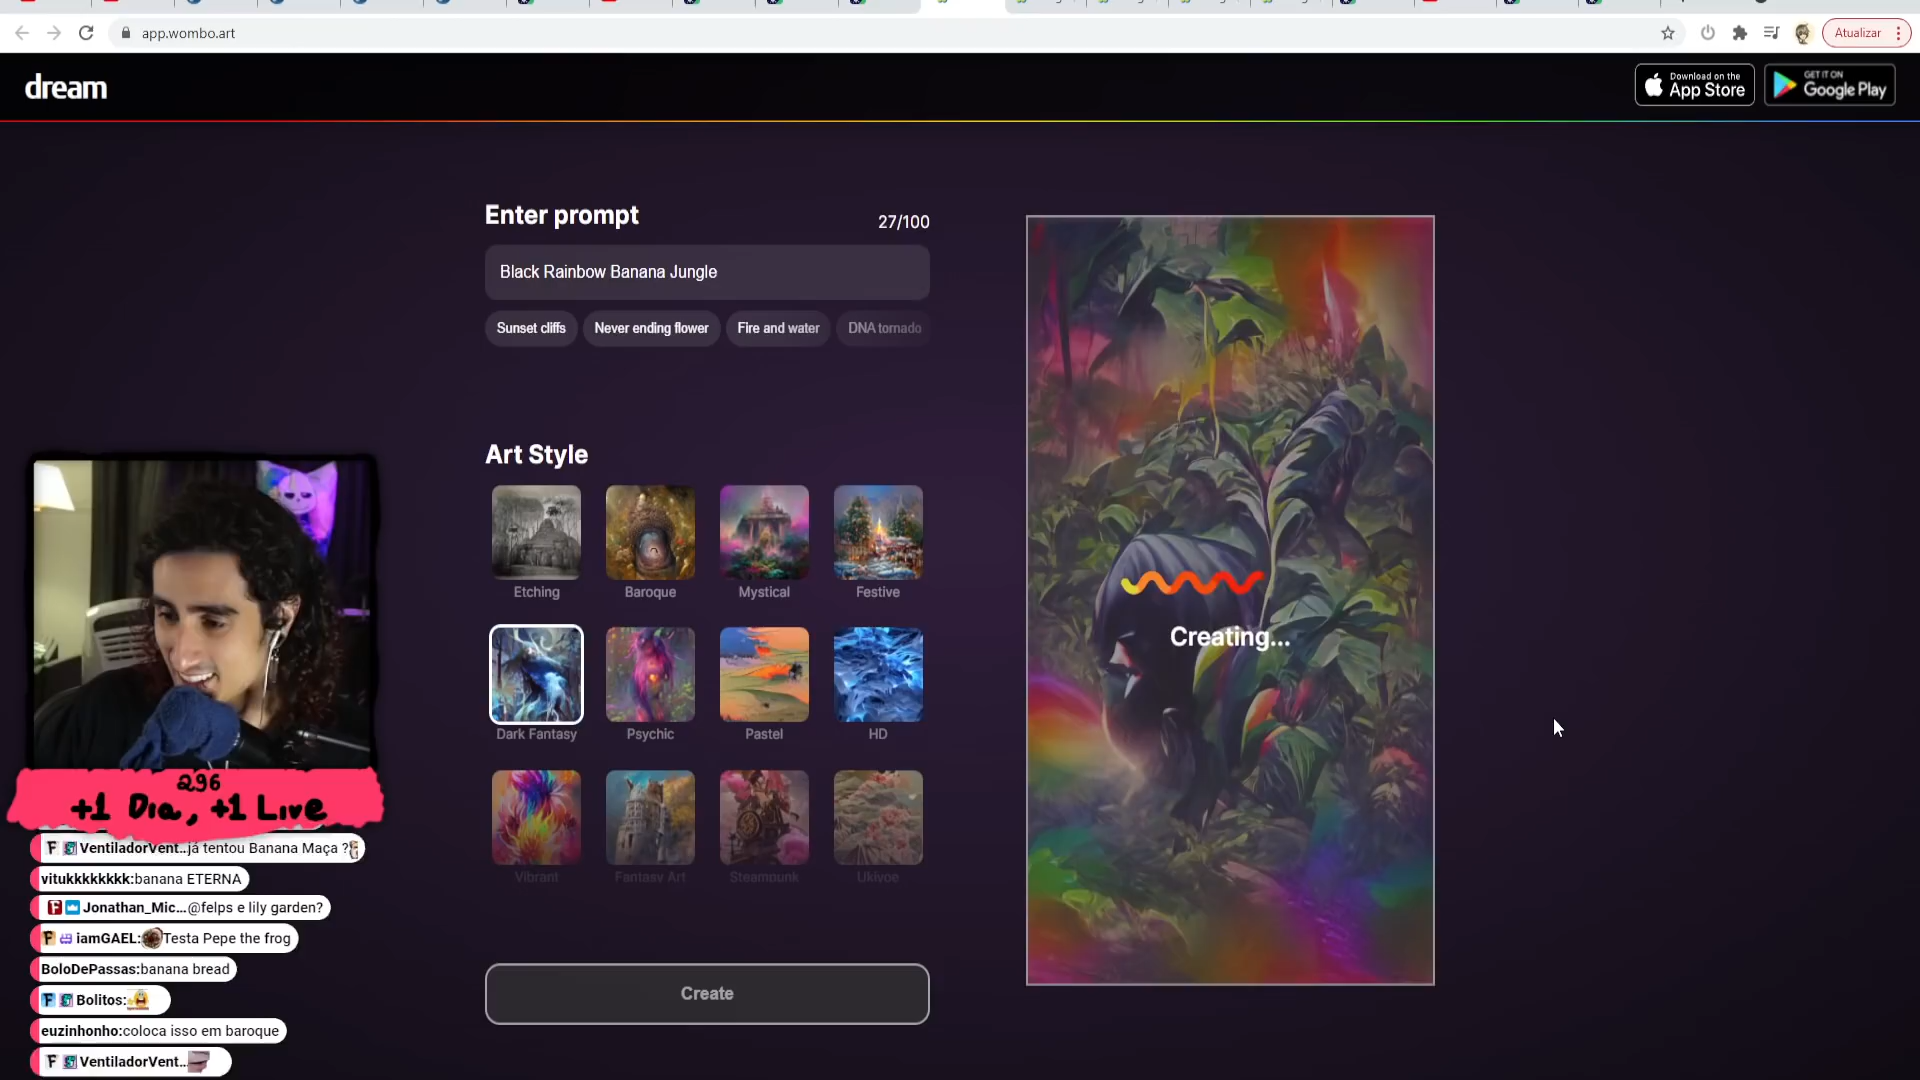 app.wombo.art
Atualizar
dream
Download on the
App Store
GET IT ON
Google Play
Enter prompt
27/100
Black Rainbow Banana Jungle
Sunset cliffs
Never ending flower
Fire and water
DNA tornado
Art Style
Etching
Baroque
Mystical
Festive
Dark Fantasy
Psychic
Pastel
HD
Vibrant
Fantasy Art
Steampunk
Ukiyoe
Create
Creating...
296
+1 Dia, +1 Live
VentiladorVent...já tentou Banana Maça ?
vitukkkkkkkk:banana ETERNA
Jonathan_Mic...@felps e lily garden?
iamGAEL:Testa Pepe the frog
BoloDePassas:banana bread
Bolitos:
euzinhonho:coloca isso em baroque
VentiladorVent...